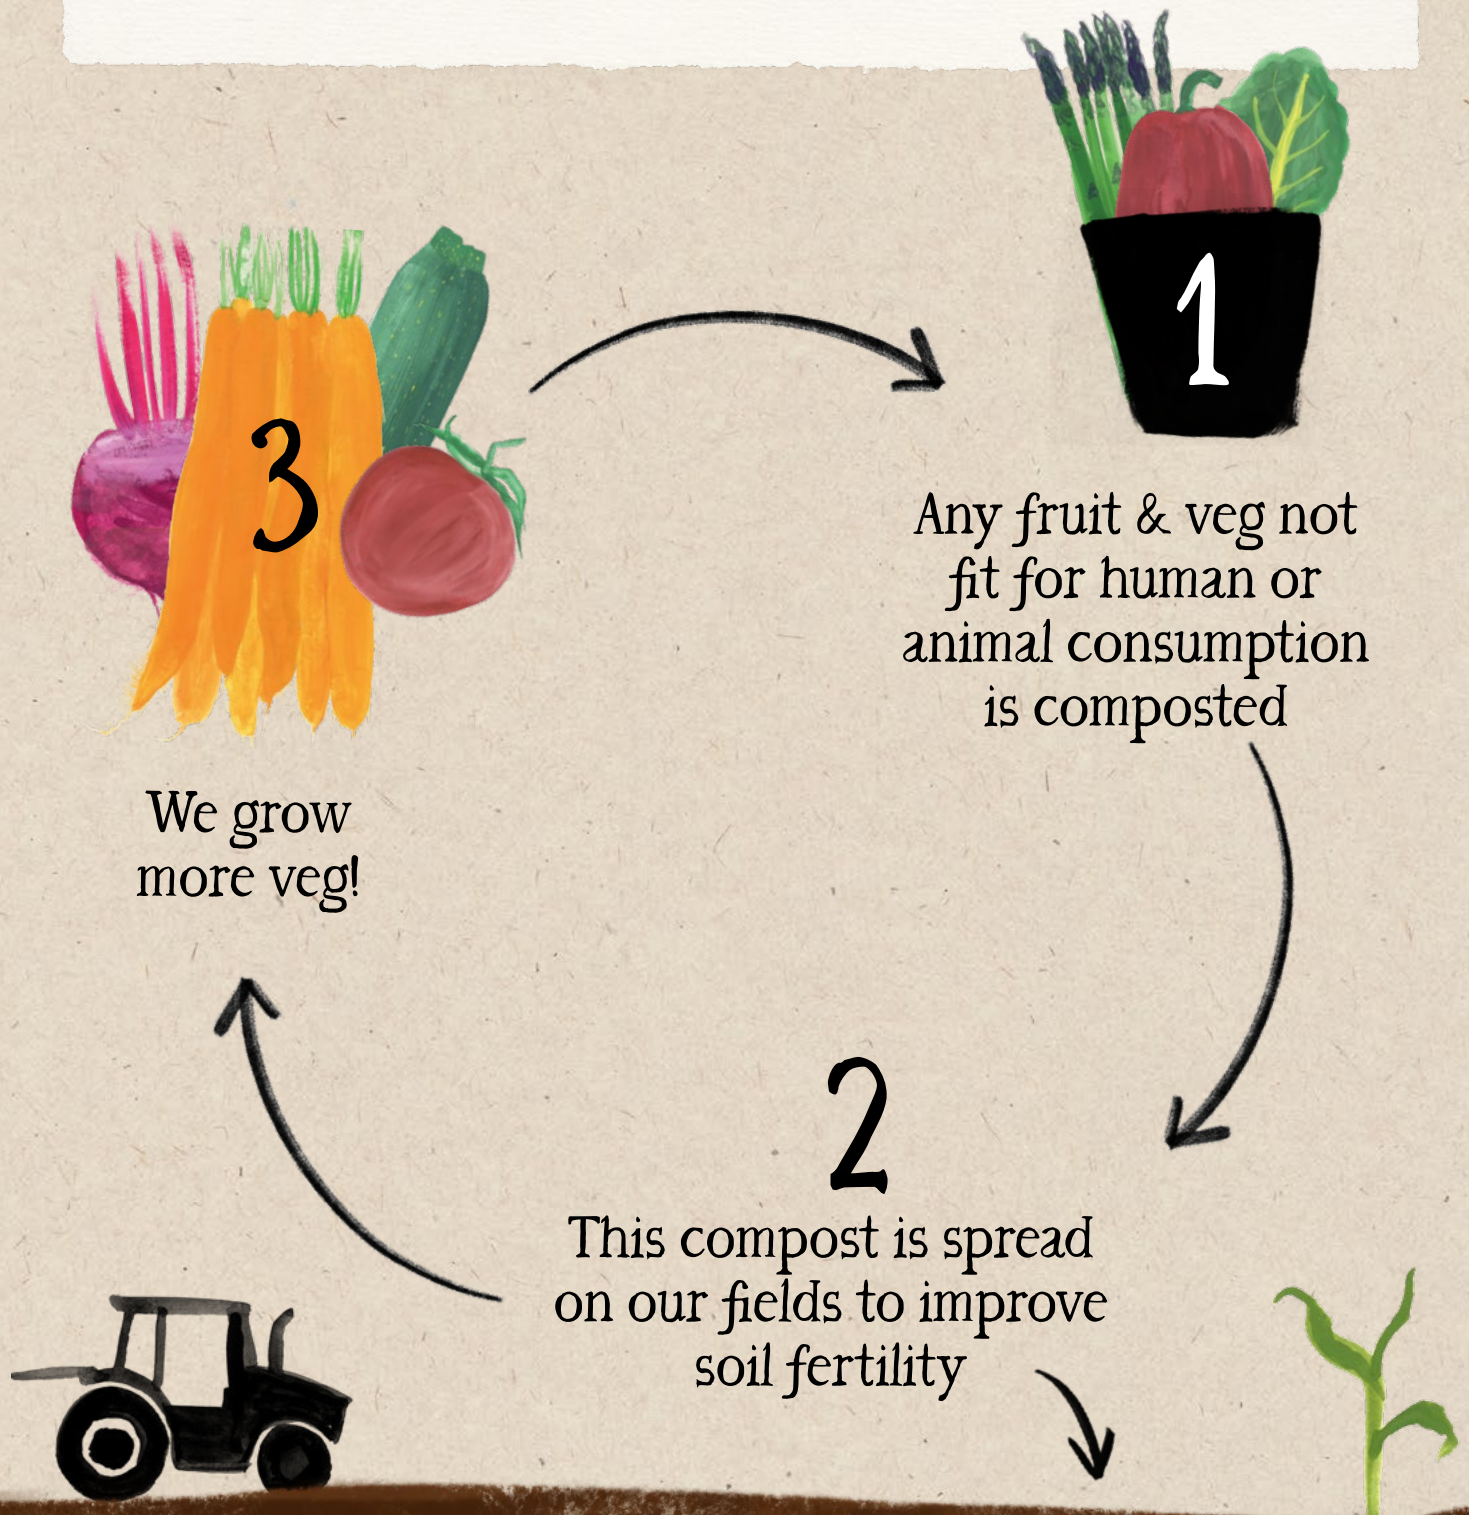 1
Any fruit & veg not
fit for human or
animal consumption
is composted
2
This compost is spread
on our fields to improve
soil fertility
3
We grow
more veg!